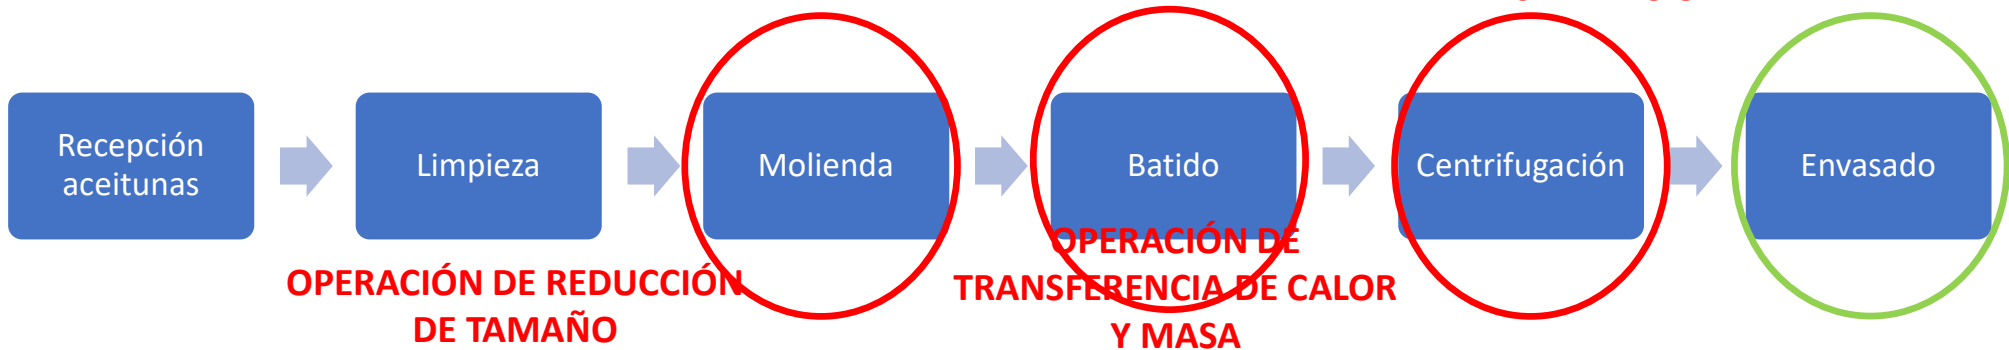 Recepción
aceitunas
Limpieza
Molienda
Batido
Centrifugación
Envasado
OPERACIÓN DE REDUCCIÓN
DE TAMAÑO
OPERACIÓN DE
TRANSFERENCIA DE CALOR
Y MASA